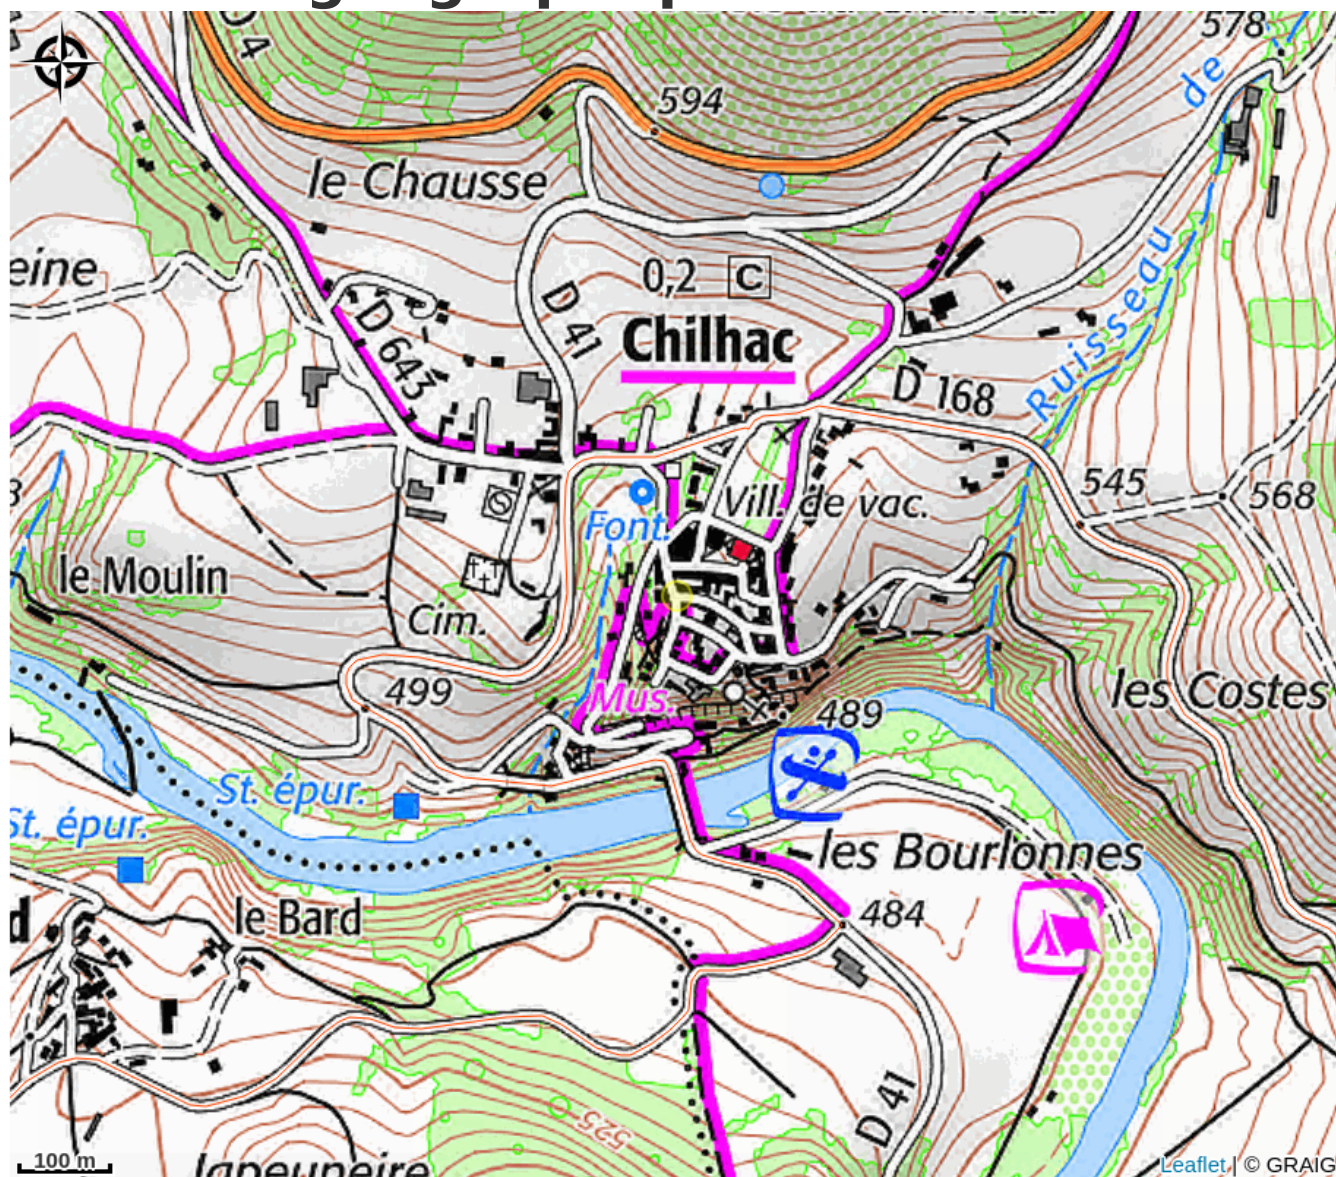 578
D 4
594
de
le Chausse
eine
0,2 C
Ruisseau
D 41
Chilhac
D 643
D 168
545
568
Vill. de vac.
Font.
le Moulin
Cim.
499
Mus.
489
les Costes
St. épur.
St. épur.
les Bourlonnes
d
le Bard
484
D 41
525
100 m
Leaflet | © GRAIG